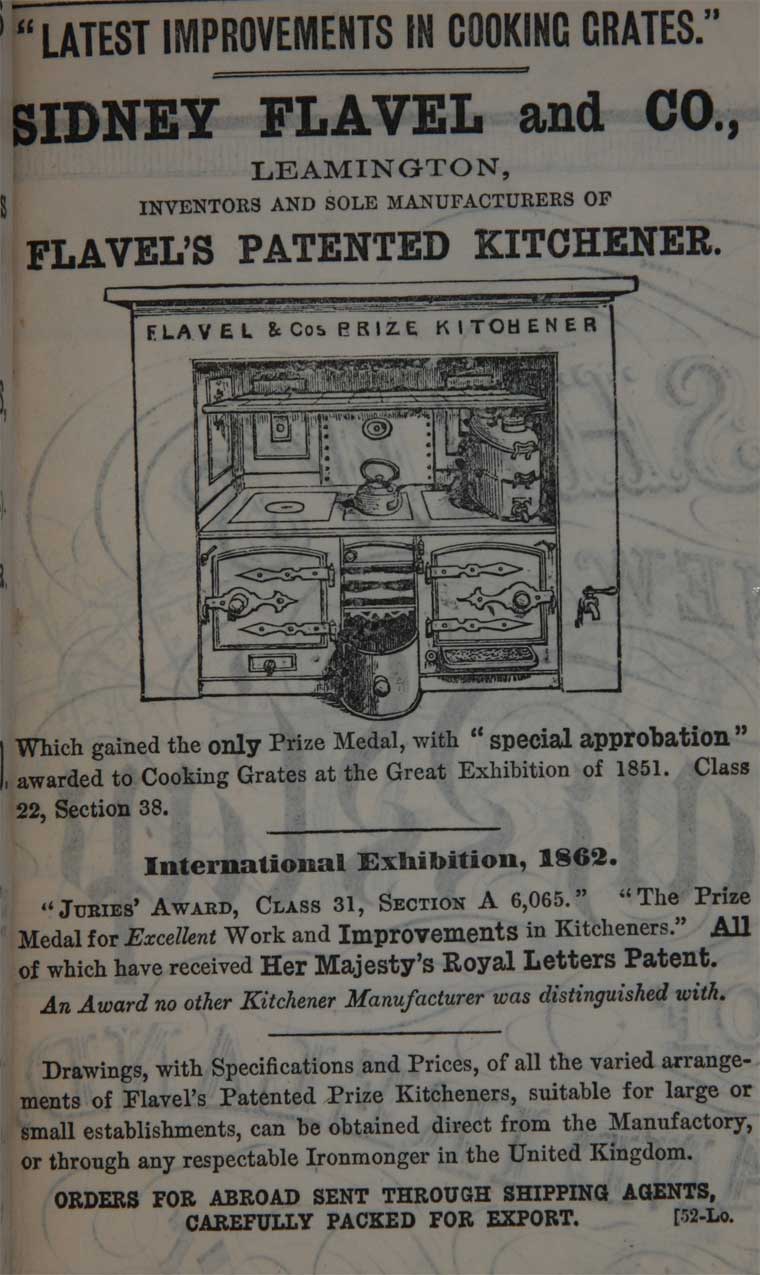 "LATEST IMPROVEMENTS IN COOKING GRATES."
SIDNEY FLAVEL and CO.,
LEAMINGTON,
INVENTORS AND SOLE MANUFACTURERS OF
FLAVEL'S PATENTED KITCHENER.
FLAVEL & Cos PRIZE KITCHENER
Which gained the only Prize Medal, with "special approbation"
awarded to Cooking Grates at the Great Exhibition of 1851. Class
22, Section 38.
International Exhibition, 1862.
"JURIES' AWARD, CLASS 31, SECTION A 6,065." "The Prize
Medal for Excellent Work and Improvements in Kitcheners." All
of which have received Her Majesty's Royal Letters Patent.
An Award no other Kitchener Manufacturer was distinguished with.
Drawings, with Specifications and Prices, of all the varied arrange-
ments of Flavel's Patented Prize Kitcheners, suitable for large or
small establishments, can be obtained direct from the Manufactory,
or through any respectable Ironmonger in the United Kingdom.
ORDERS FOR ABROAD SENT THROUGH SHIPPING AGENTS,
CAREFULLY PACKED FOR EXPORT. [52-Lo.